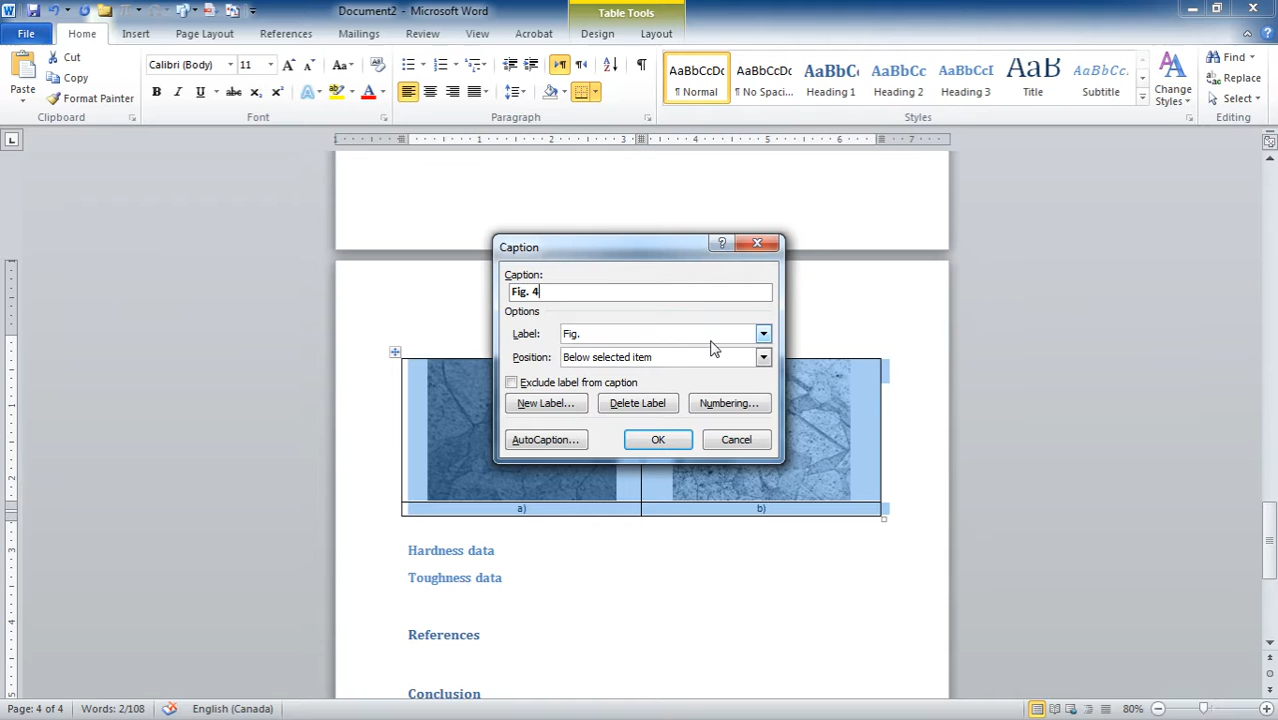 Document2 - Microsoft Word
Table Tools
File Home Insert Page Layout References Mailings Review View Acrobat Design Layout
Paste
Cut
Copy
Format Painter
Clipboard
Calibri (Body) 11
Font
Paragraph
AaBbCcDc AaBbCcDc AaBbC AaBbCc AaBbCcI AaB AaBbCc.
¶ Normal ¶ No Spaci... Heading 1 Heading 2 Heading 3 Title Subtitle
Change Styles
Styles
Find
Replace
Select
Editing
Caption
Caption:
Fig. 4
Options
Label: Fig.
Position: Below selected item
Exclude label from caption
New Label... Delete Label Numbering...
AutoCaption... OK Cancel
a) b)
Hardness data
Toughness data
References
Conclusion
Page: 4 of 4 Words: 2/108 English (Canada) 80%